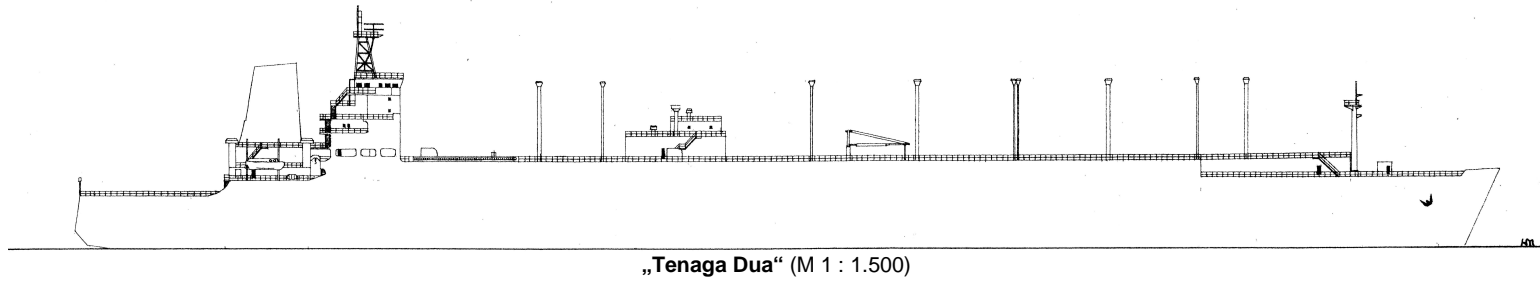 „Tenaga Dua“ (M 1 : 1.500)